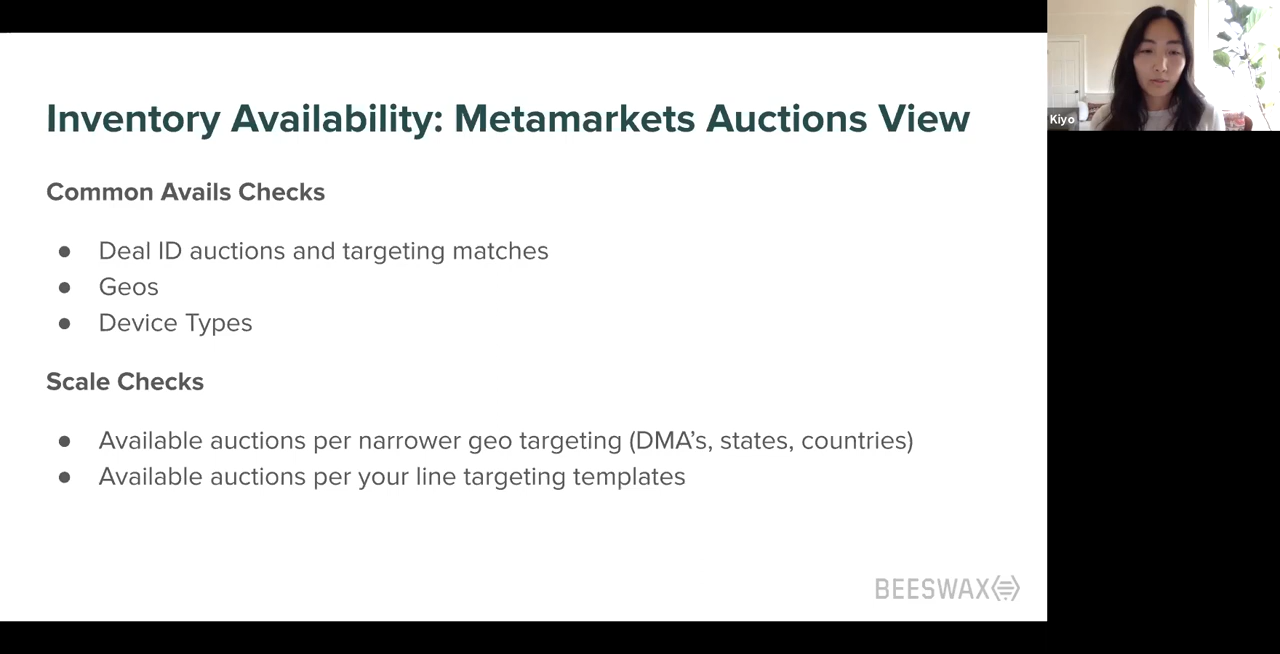 Inventory Availability: Metamarkets Auctions View
Common Avails Checks
● Deal ID auctions and targeting matches
● Geos
● Device Types
Scale Checks
● Available auctions per narrower geo targeting (DMA’s, states, countries)
● Available auctions per your line targeting templates
BEESWAX
Kiyo